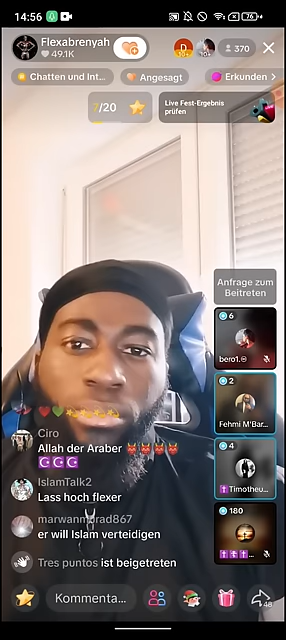 14:56
76
Flexabrenyah
49.1K
370
Chatten und Int...
Angesagt
Erkunden
7/20
Live Fest-Ergebnis
prüfen
Anfrage zum
Beitreten
6
bero1.♾
2
Fehmi M'Bar...
4
✝️Timotheu...
180
✝️✝️✝️...
Ciro
Allah der Araber 👹👹👹👹
☪️☪️☪️
IslamTalk2
Lass hoch flexer
marwanmorad867
er will Islam verteidigen
Tres puntos ist beigetreten
Kommenta...
48